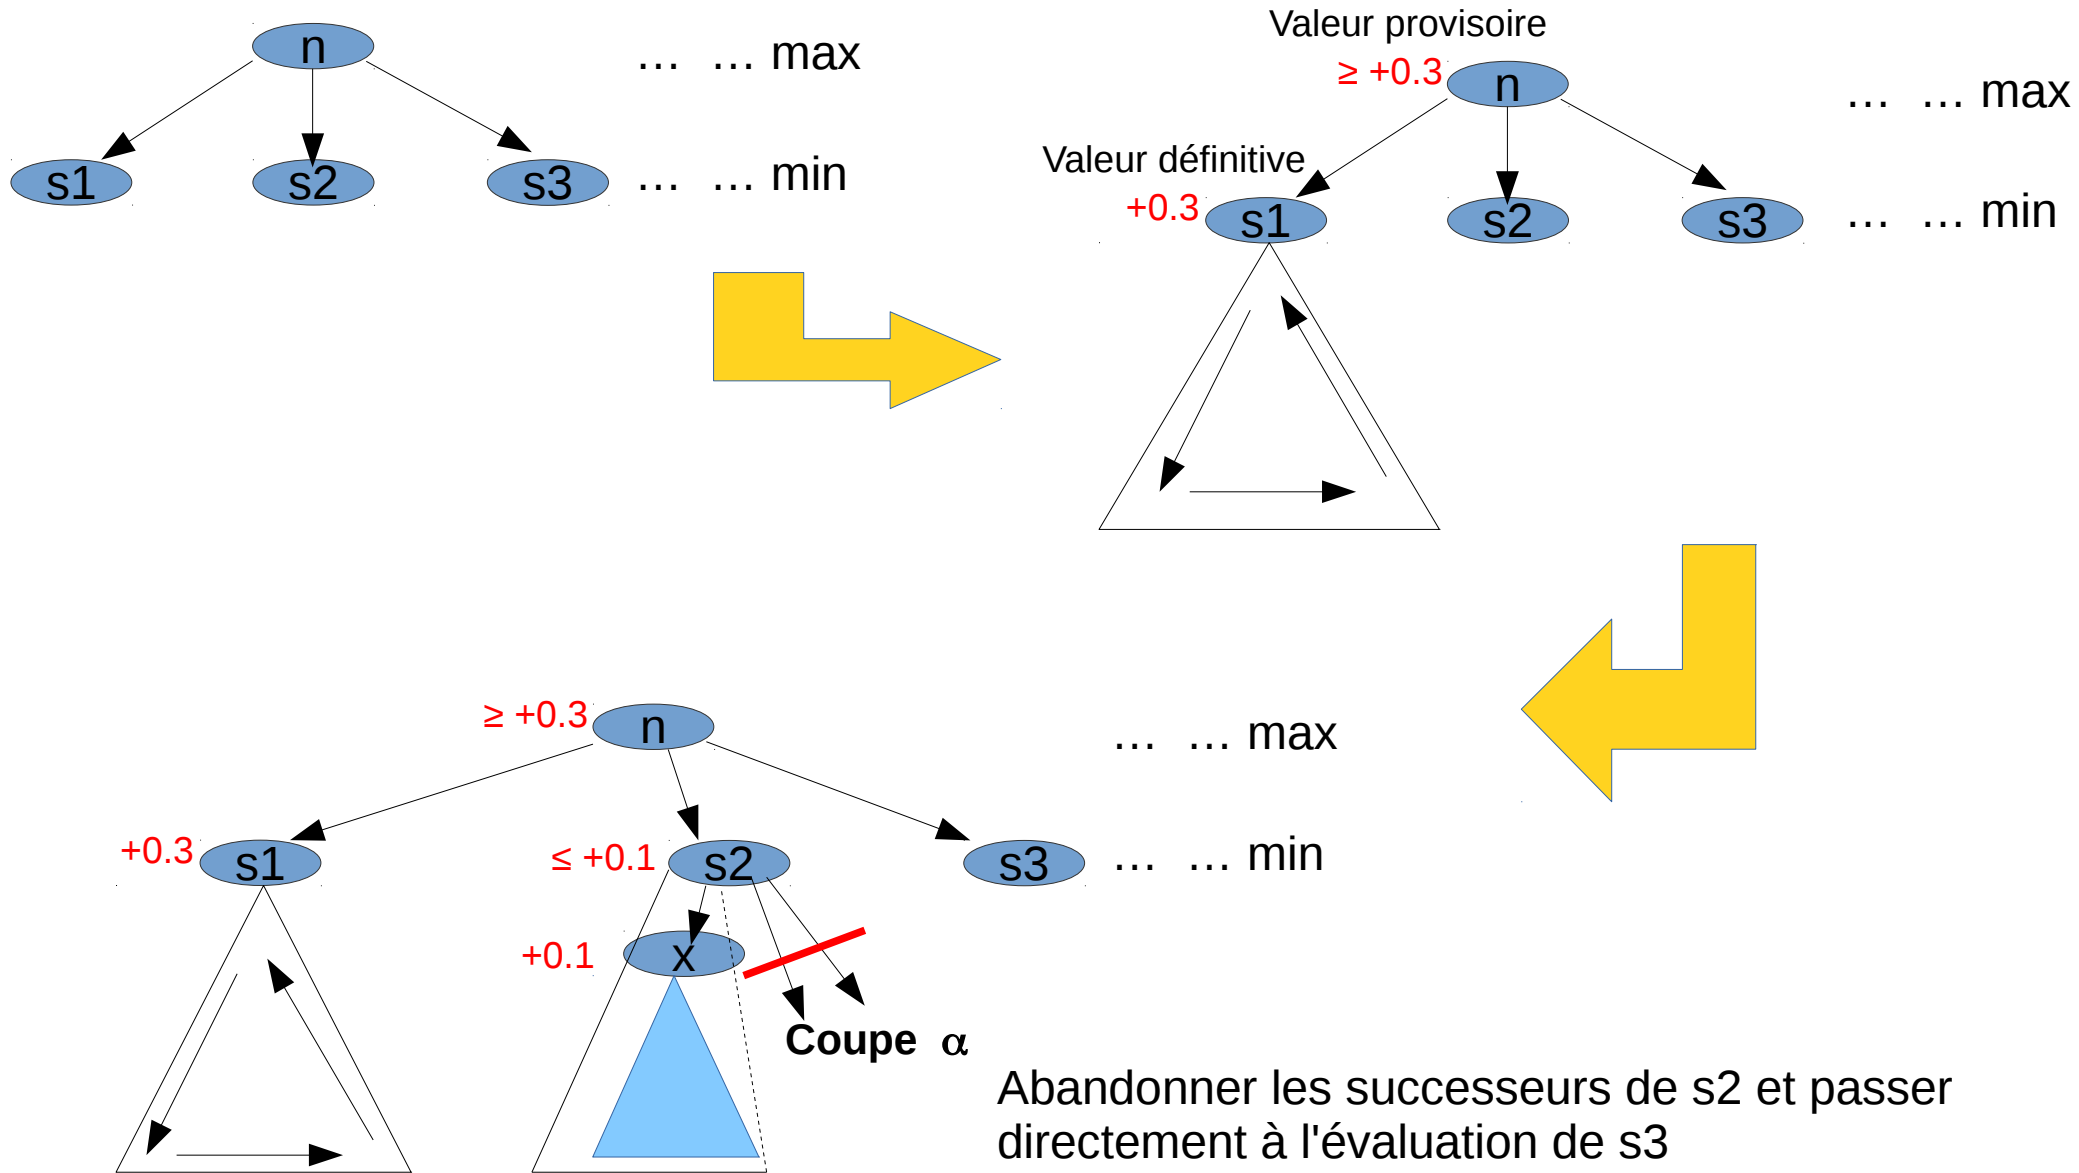 n
... ... max
s1
s2
s3
... ... min
Valeur provisoire
≥ +0.3
n
... ... max
Valeur définitive
+0.3
s1
s2
s3
... ... min
≥ +0.3
n
... ... max
+0.3
s1
≤ +0.1
s2
s3
... ... min
+0.1
x
Coupe α
Abandonner les successeurs de s2 et passer
directement à l'évaluation de s3